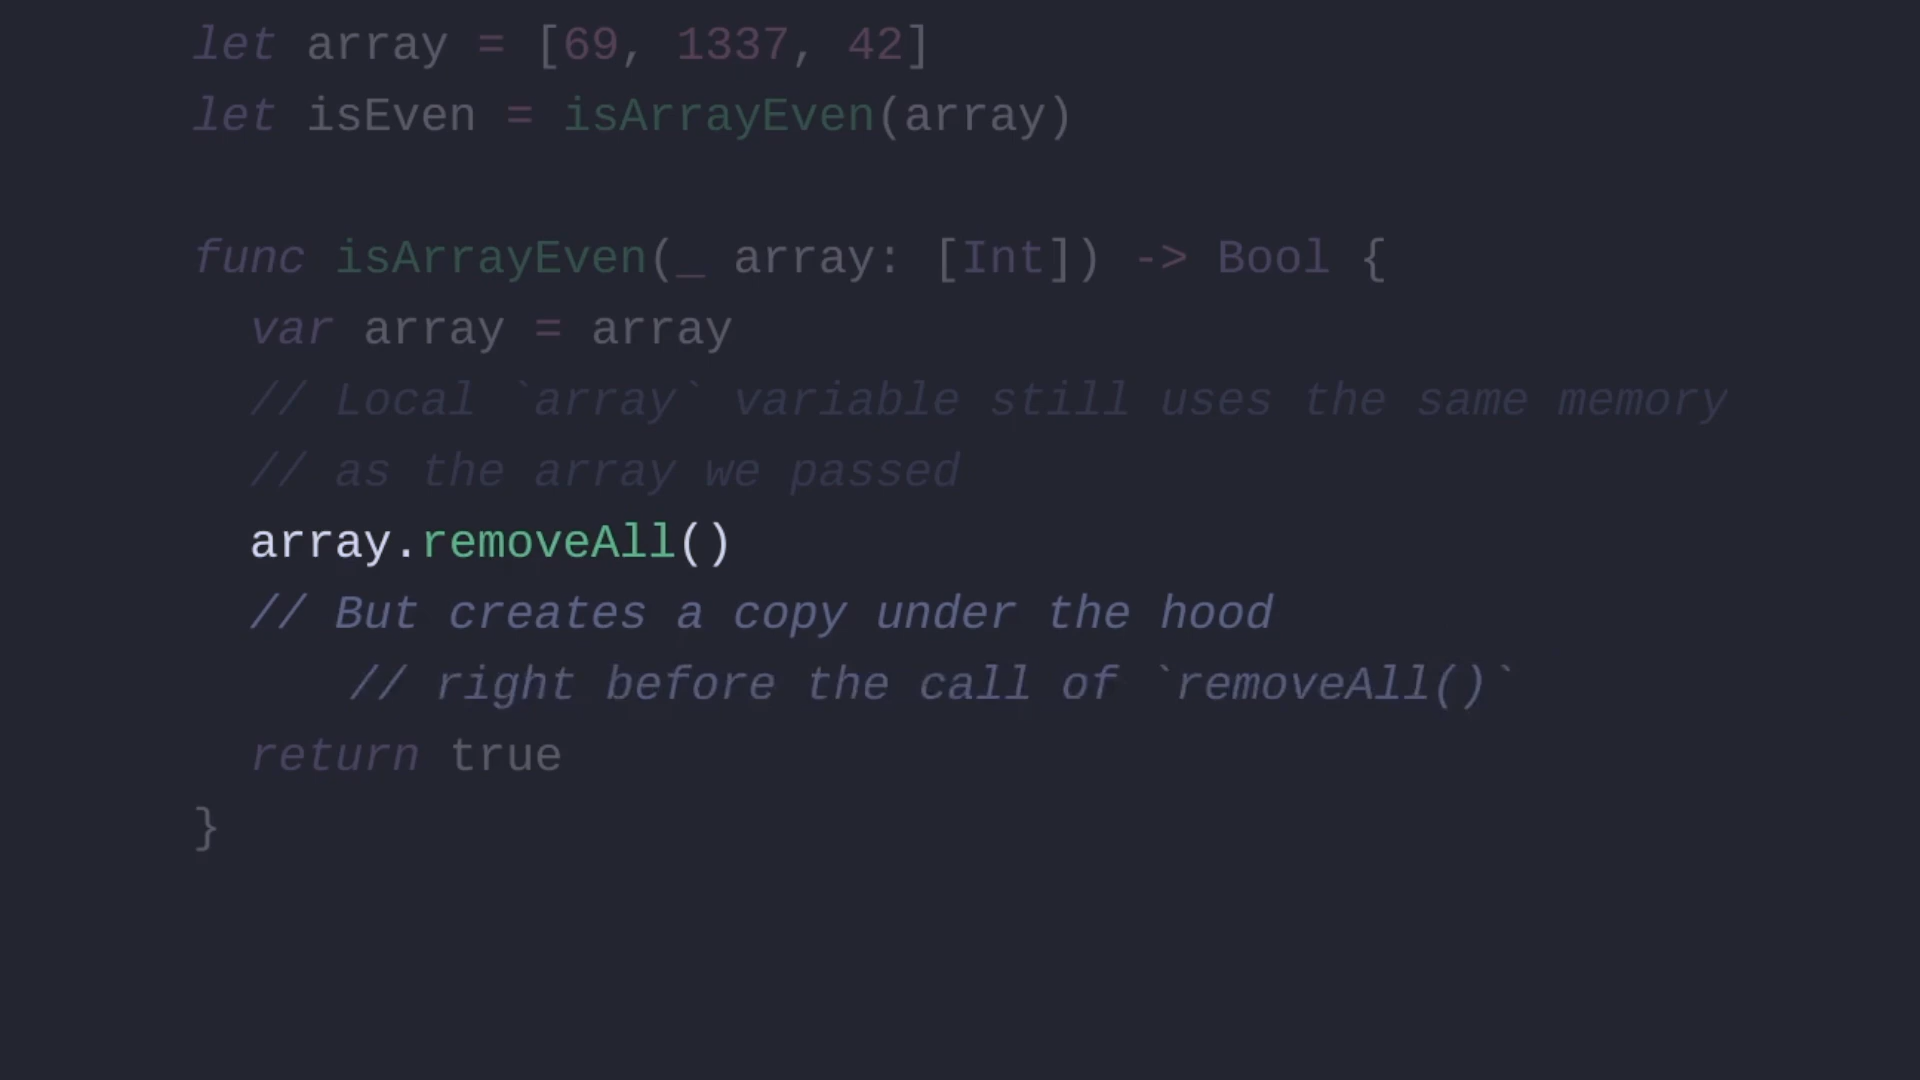 let array = [69, 1337, 42]
let isEven = isArrayEven(array)
func isArrayEven(_ array: [Int]) -> Bool {
var array = array
// Local `array` variable still uses the same memory
// as the array we passed
array.removeAll()
// But creates a copy under the hood
// right before the call of `removeAll()`
return true
}